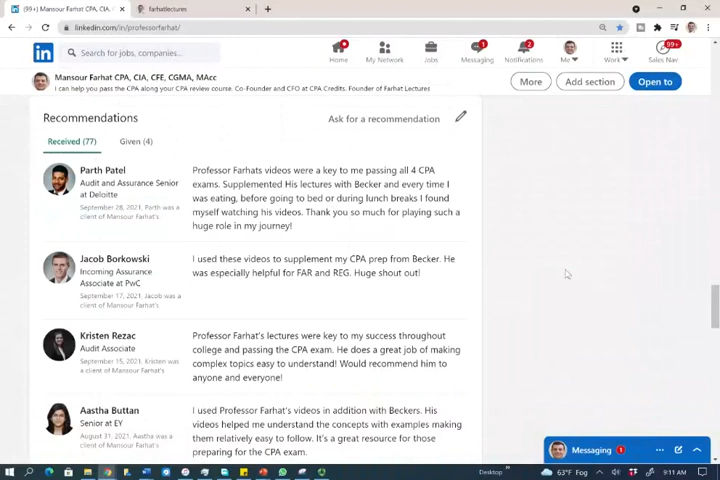 (99+) Mansour Farhat CPA, CIA, C
farhatlectures
linkedin.com/in/professorfarhat/
in
Search for jobs, companies...
Home
My Network
Jobs
1
Messaging
2
Notifications
Me
Work
99+
Sales Nav
Mansour Farhat CPA, CIA, CFE, CGMA, MAcc
I can help you pass the CPA along your CPA review course. Co-Founder and CFO at CPA Credits, Founder of Farhat Lectures
More
Add section
Open to
Recommendations
Ask for a recommendation
Received (77)
Given (4)
Parth Patel
Audit and Assurance Senior
at Deloitte
September 28, 2021, Parth was a
client of Mansour Farhat's
Professor Farhats videos were a key to me passing all 4 CPA
exams. Supplemented His lectures with Becker and every time I
was eating, before going to bed or during lunch breaks I found
myself watching his videos. Thank you so much for playing such a
huge role in my journey!
Jacob Borkowski
Incoming Assurance
Associate at PwC
September 17, 2021, Jacob was a
client of Mansour Farhat's
I used these videos to supplement my CPA prep from Becker. He
was especially helpful for FAR and REG. Huge shout out!
Kristen Rezac
Audit Associate
September 15, 2021, Kristen was
a client of Mansour Farhat's
Professor Farhat's lectures were key to my success throughout
college and passing the CPA exam. He does a great job of making
complex topics easy to understand! Would recommend him to
anyone and everyone!
Aastha Buttan
Senior at EY
August 31, 2021, Aastha was a
client of Mansour Farhat's
I used Professor Farhat's videos in addition with Beckers. His
videos helped me understand the concepts with examples making
them relatively easy to follow. It's a great resource for those
preparing for the CPA exam.
Messaging
1
Desktop
63°F Fog
9:11 AM